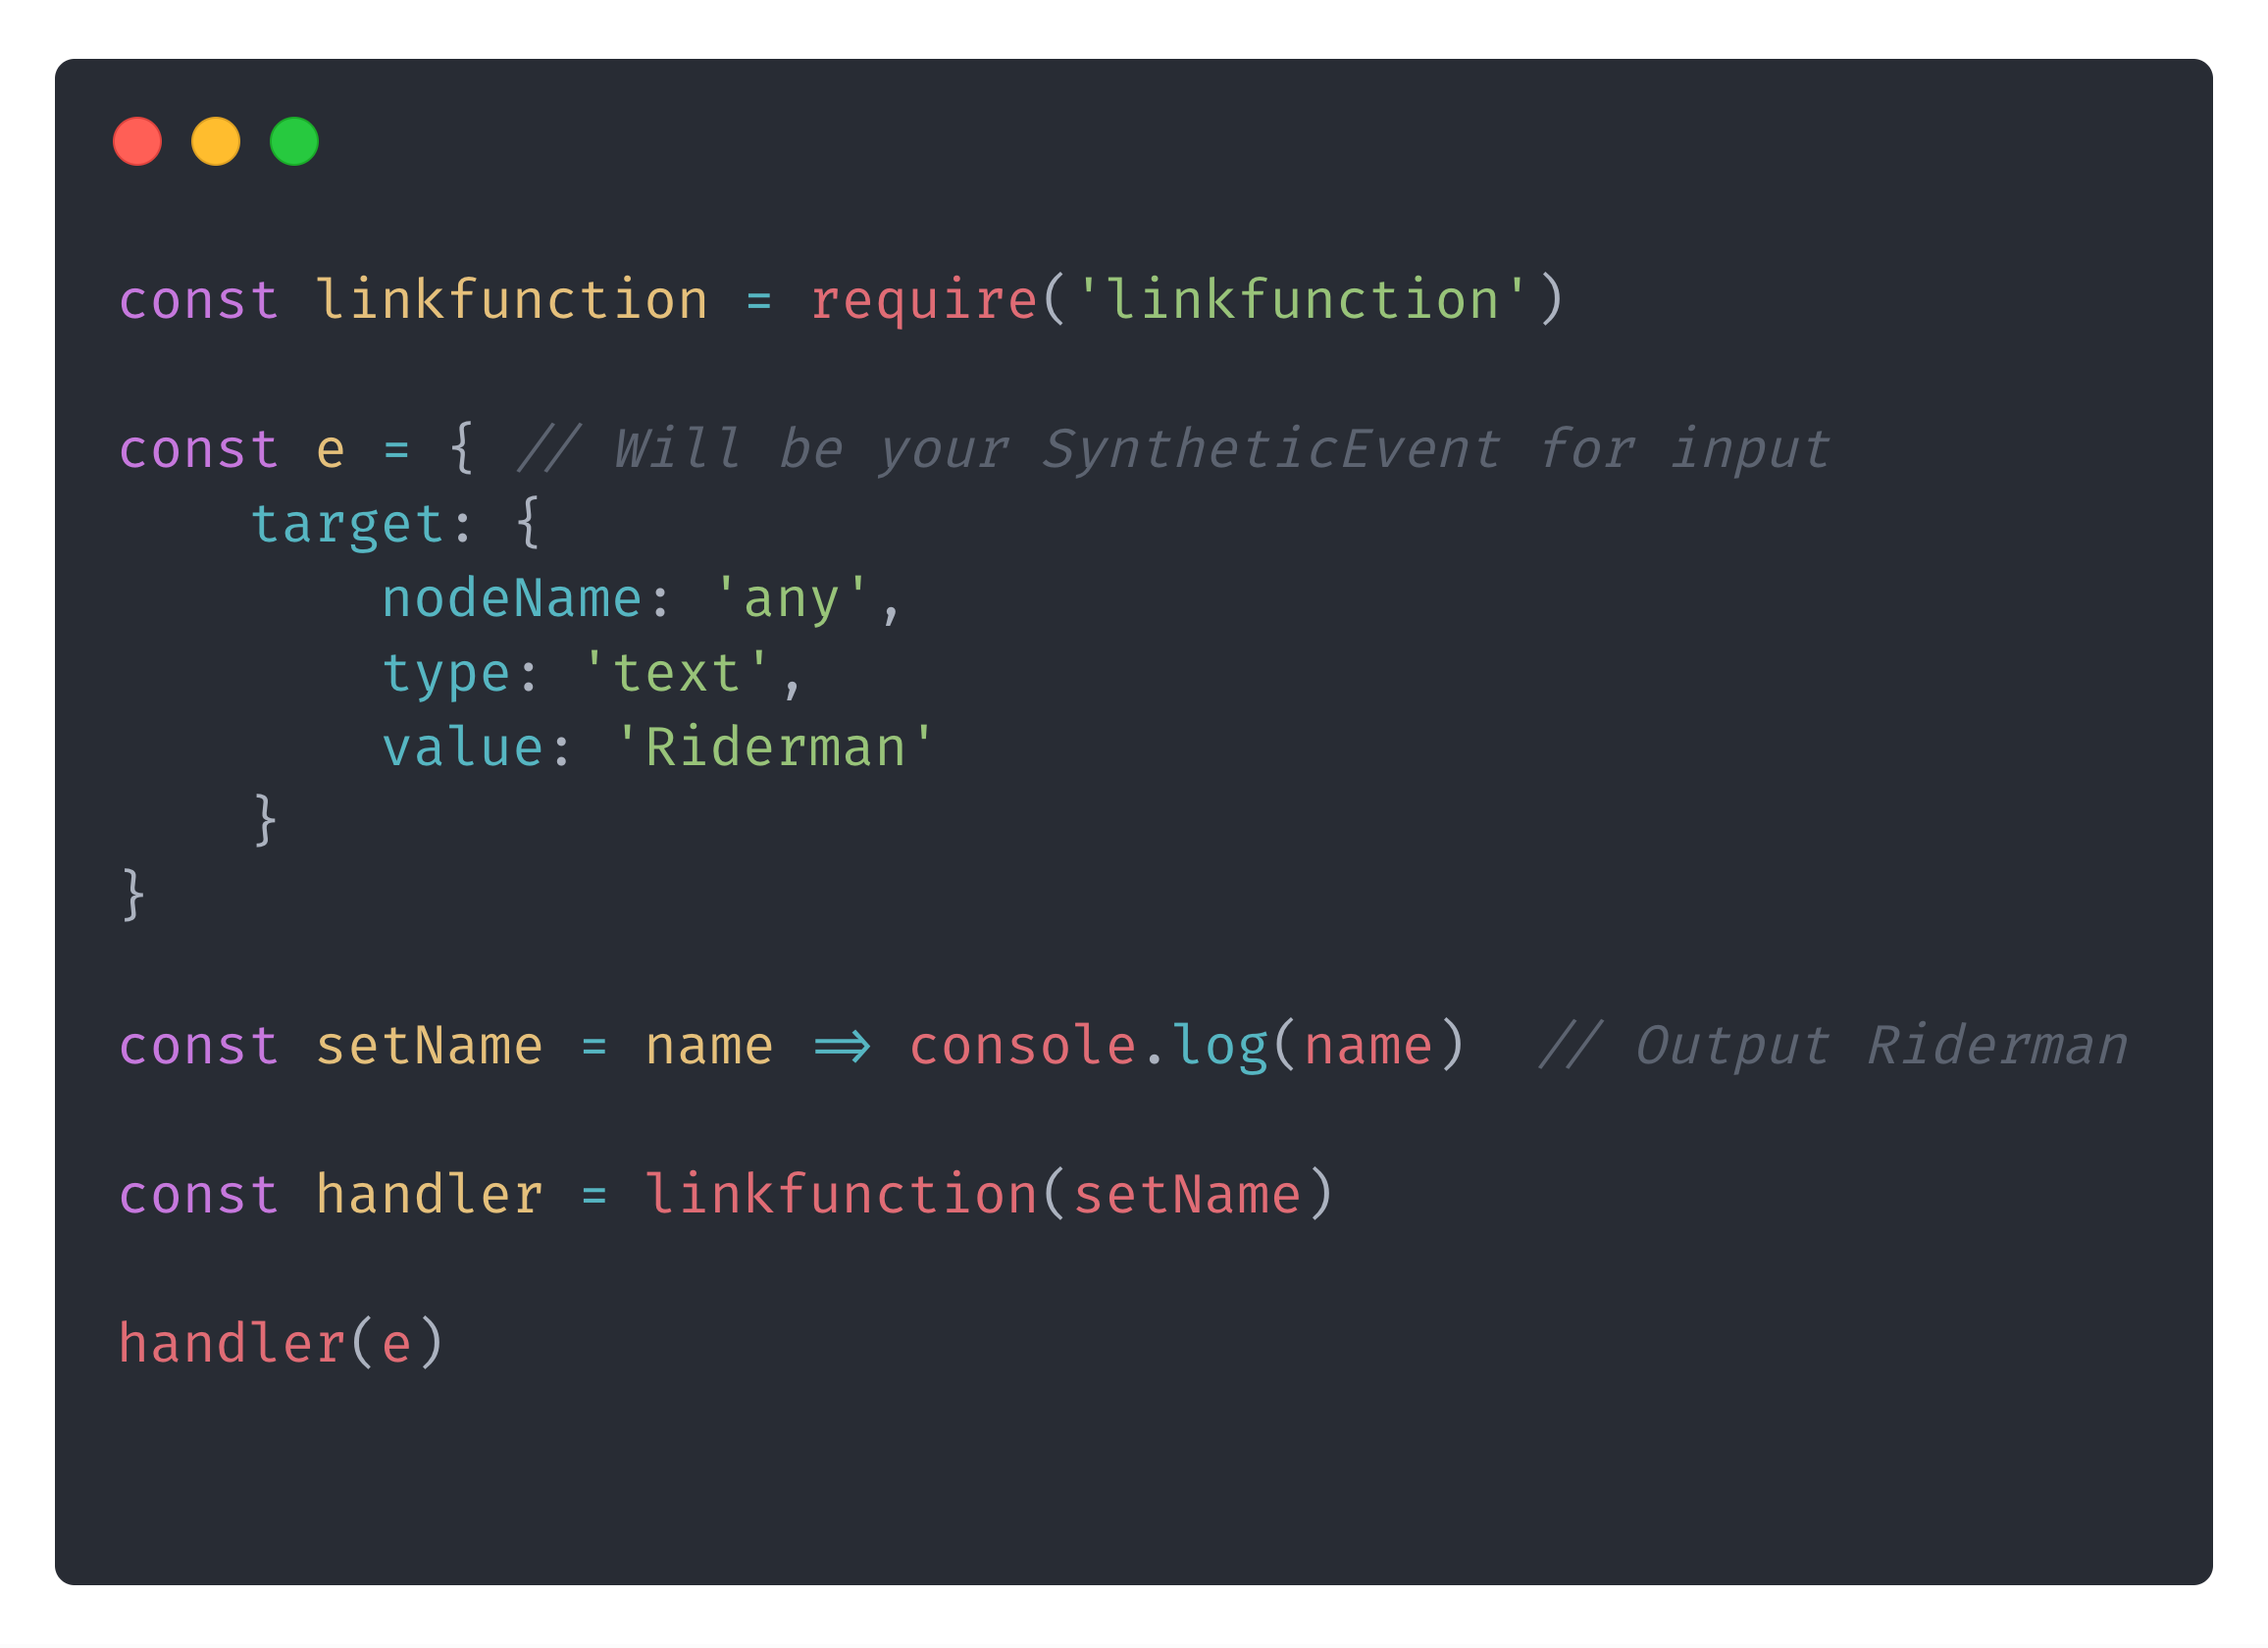 const linkfunction = require('linkfunction')
const e = { // Will be your SyntheticEvent for input
    target: {
        nodeName: 'any',
        type: 'text',
        value: 'Riderman'
    }
}
const setName = name => console.log(name)  // Output Riderman
const handler = linkfunction(setName)
handler(e)